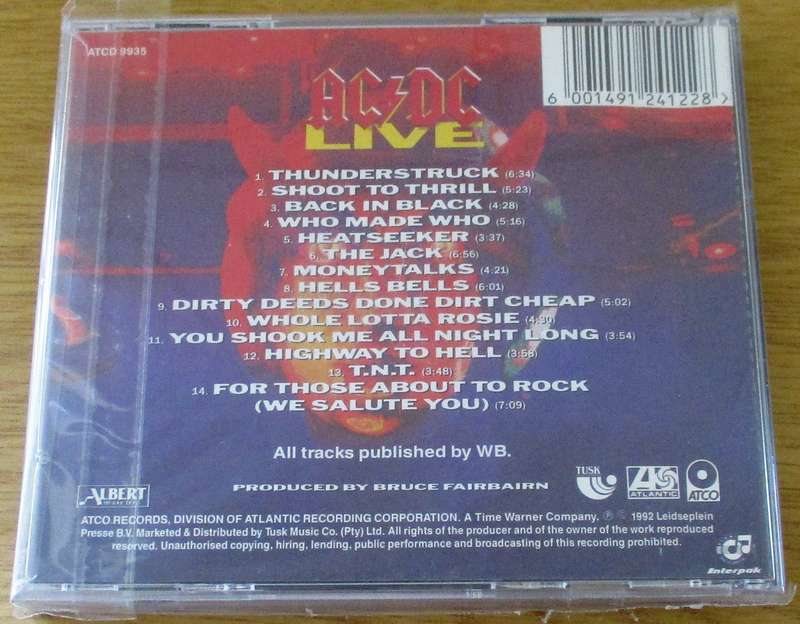 ATCD 9935
6 001491 241228 >
AC/DC
LIVE
1. THUNDERSTRUCK (6:34)
2. SHOOT TO THRILL (5:23)
3. BACK IN BLACK (4:28)
4. WHO MADE WHO (5:16)
5. HEATSEEKER (3:37)
6. THE JACK (6:56)
7. MONEYTALKS (4:21)
8. HELLS BELLS (6:01)
9. DIRTY DEEDS DONE DIRT CHEAP (5:02)
10. WHOLE LOTTA ROSIE (4:30)
11. YOU SHOOK ME ALL NIGHT LONG (3:54)
12. HIGHWAY TO HELL (3:58)
13. T.N.T. (3:48)
14. FOR THOSE ABOUT TO ROCK
(WE SALUTE YOU) (7:09)
All tracks published by WB.
PRODUCED BY BRUCE FAIRBAIRN
ALBERT
TUSK
ATLANTIC
ATCO
ATCO RECORDS, DIVISION OF ATLANTIC RECORDING CORPORATION. A Time Warner Company. ℗ © 1992 Leidseplein
Presse B.V. Marketed & Distributed by Tusk Music Co. (Pty) Ltd. All rights of the producer and of the owner of the work reproduced
reserved. Unauthorised copying, hiring, lending, public performance and broadcasting of this recording prohibited.
Interpak